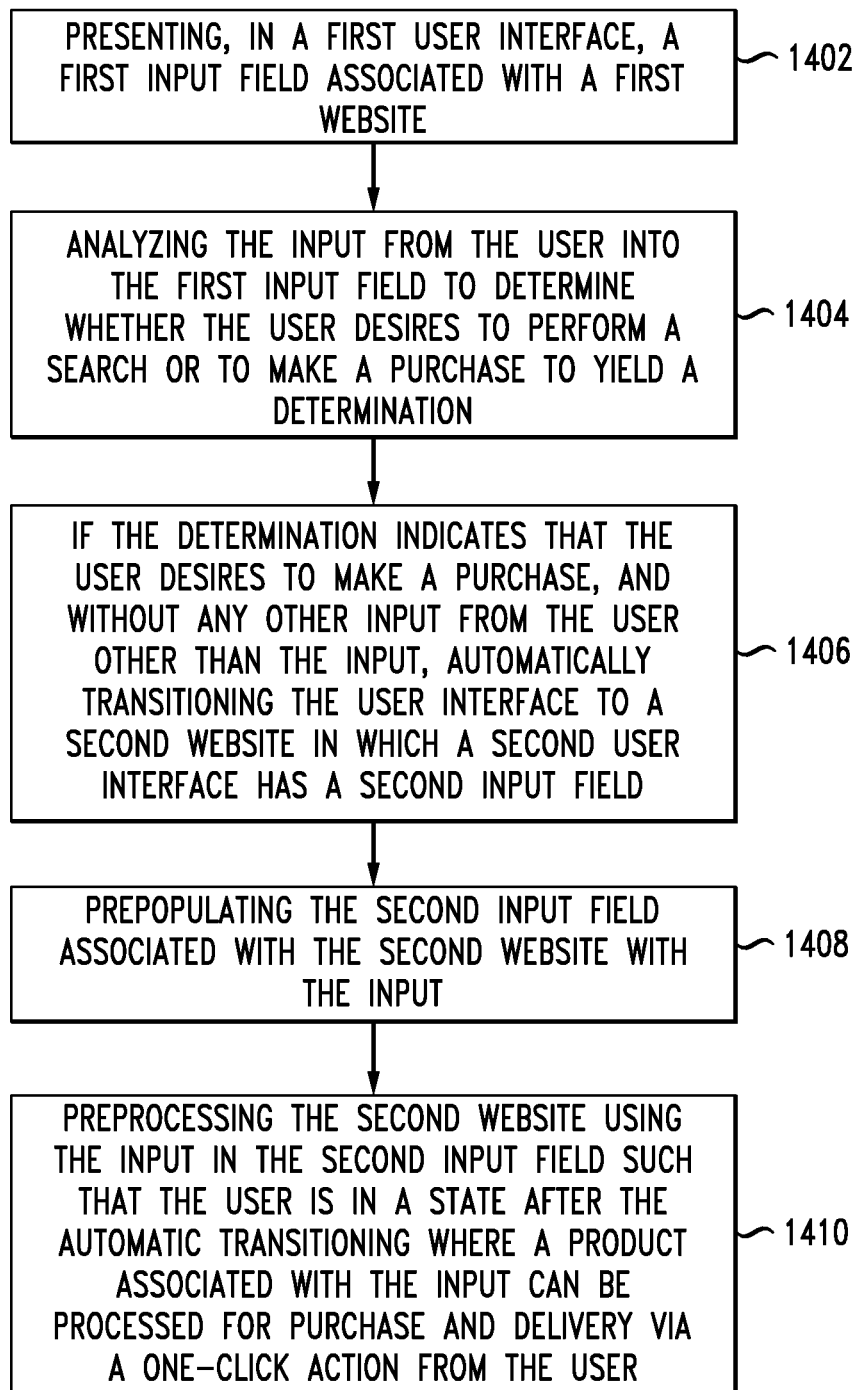 PRESENTING, IN A FIRST USER INTERFACE, A
FIRST INPUT FIELD ASSOCIATED WITH A FIRST
WEBSITE
1402
ANALYZING THE INPUT FROM THE USER INTO
THE FIRST INPUT FIELD TO DETERMINE
WHETHER THE USER DESIRES TO PERFORM A
SEARCH OR TO MAKE A PURCHASE TO YIELD A
DETERMINATION
1404
IF THE DETERMINATION INDICATES THAT THE
USER DESIRES TO MAKE A PURCHASE, AND
WITHOUT ANY OTHER INPUT FROM THE USER
OTHER THAN THE INPUT, AUTOMATICALLY
TRANSITIONING THE USER INTERFACE TO A
SECOND WEBSITE IN WHICH A SECOND USER
INTERFACE HAS A SECOND INPUT FIELD
1406
PREPOPULATING THE SECOND INPUT FIELD
ASSOCIATED WITH THE SECOND WEBSITE WITH
THE INPUT
1408
PREPROCESSING THE SECOND WEBSITE USING
THE INPUT IN THE SECOND INPUT FIELD SUCH
THAT THE USER IS IN A STATE AFTER THE
AUTOMATIC TRANSITIONING WHERE A PRODUCT
ASSOCIATED WITH THE INPUT CAN BE
PROCESSED FOR PURCHASE AND DELIVERY VIA
A ONE-CLICK ACTION FROM THE USER
1410